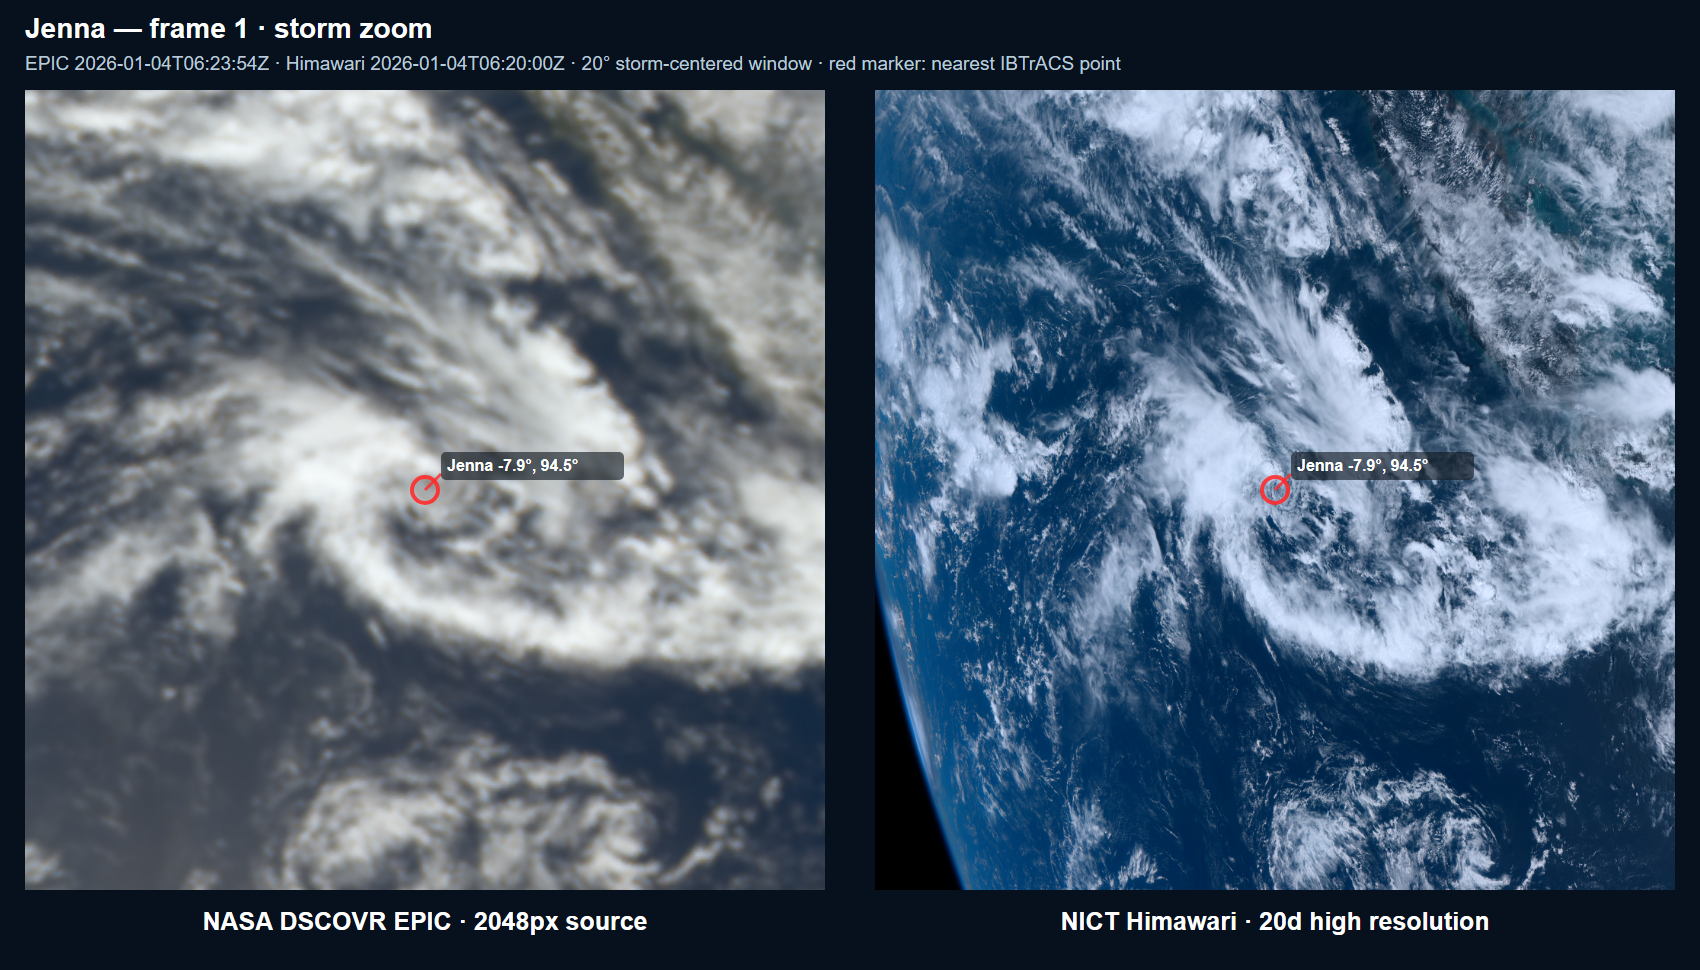 Jenna — frame 1 · storm zoom
EPIC 2026-01-04T06:23:54Z · Himawari 2026-01-04T06:20:00Z · 20° storm-centered window · red marker: nearest IBTrACS point
Jenna -7.9°, 94.5°
Jenna -7.9°, 94.5°
NASA DSCOVR EPIC · 2048px source
NICT Himawari · 20d high resolution